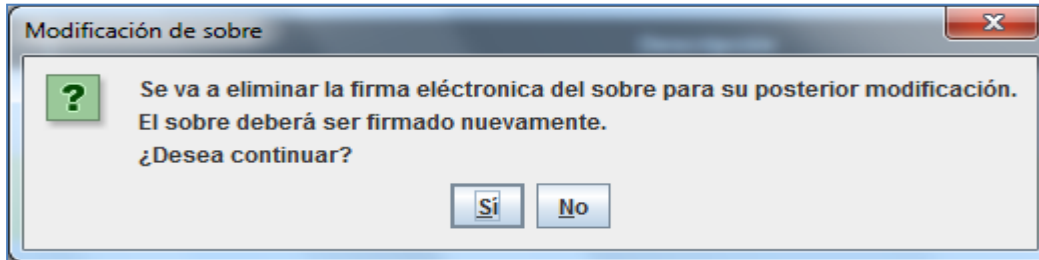 Modificación de sobre
Se va a eliminar la firma eléctronica del sobre para su posterior modificación.
El sobre deberá ser firmado nuevamente.
¿Desea continuar?
Sí
No